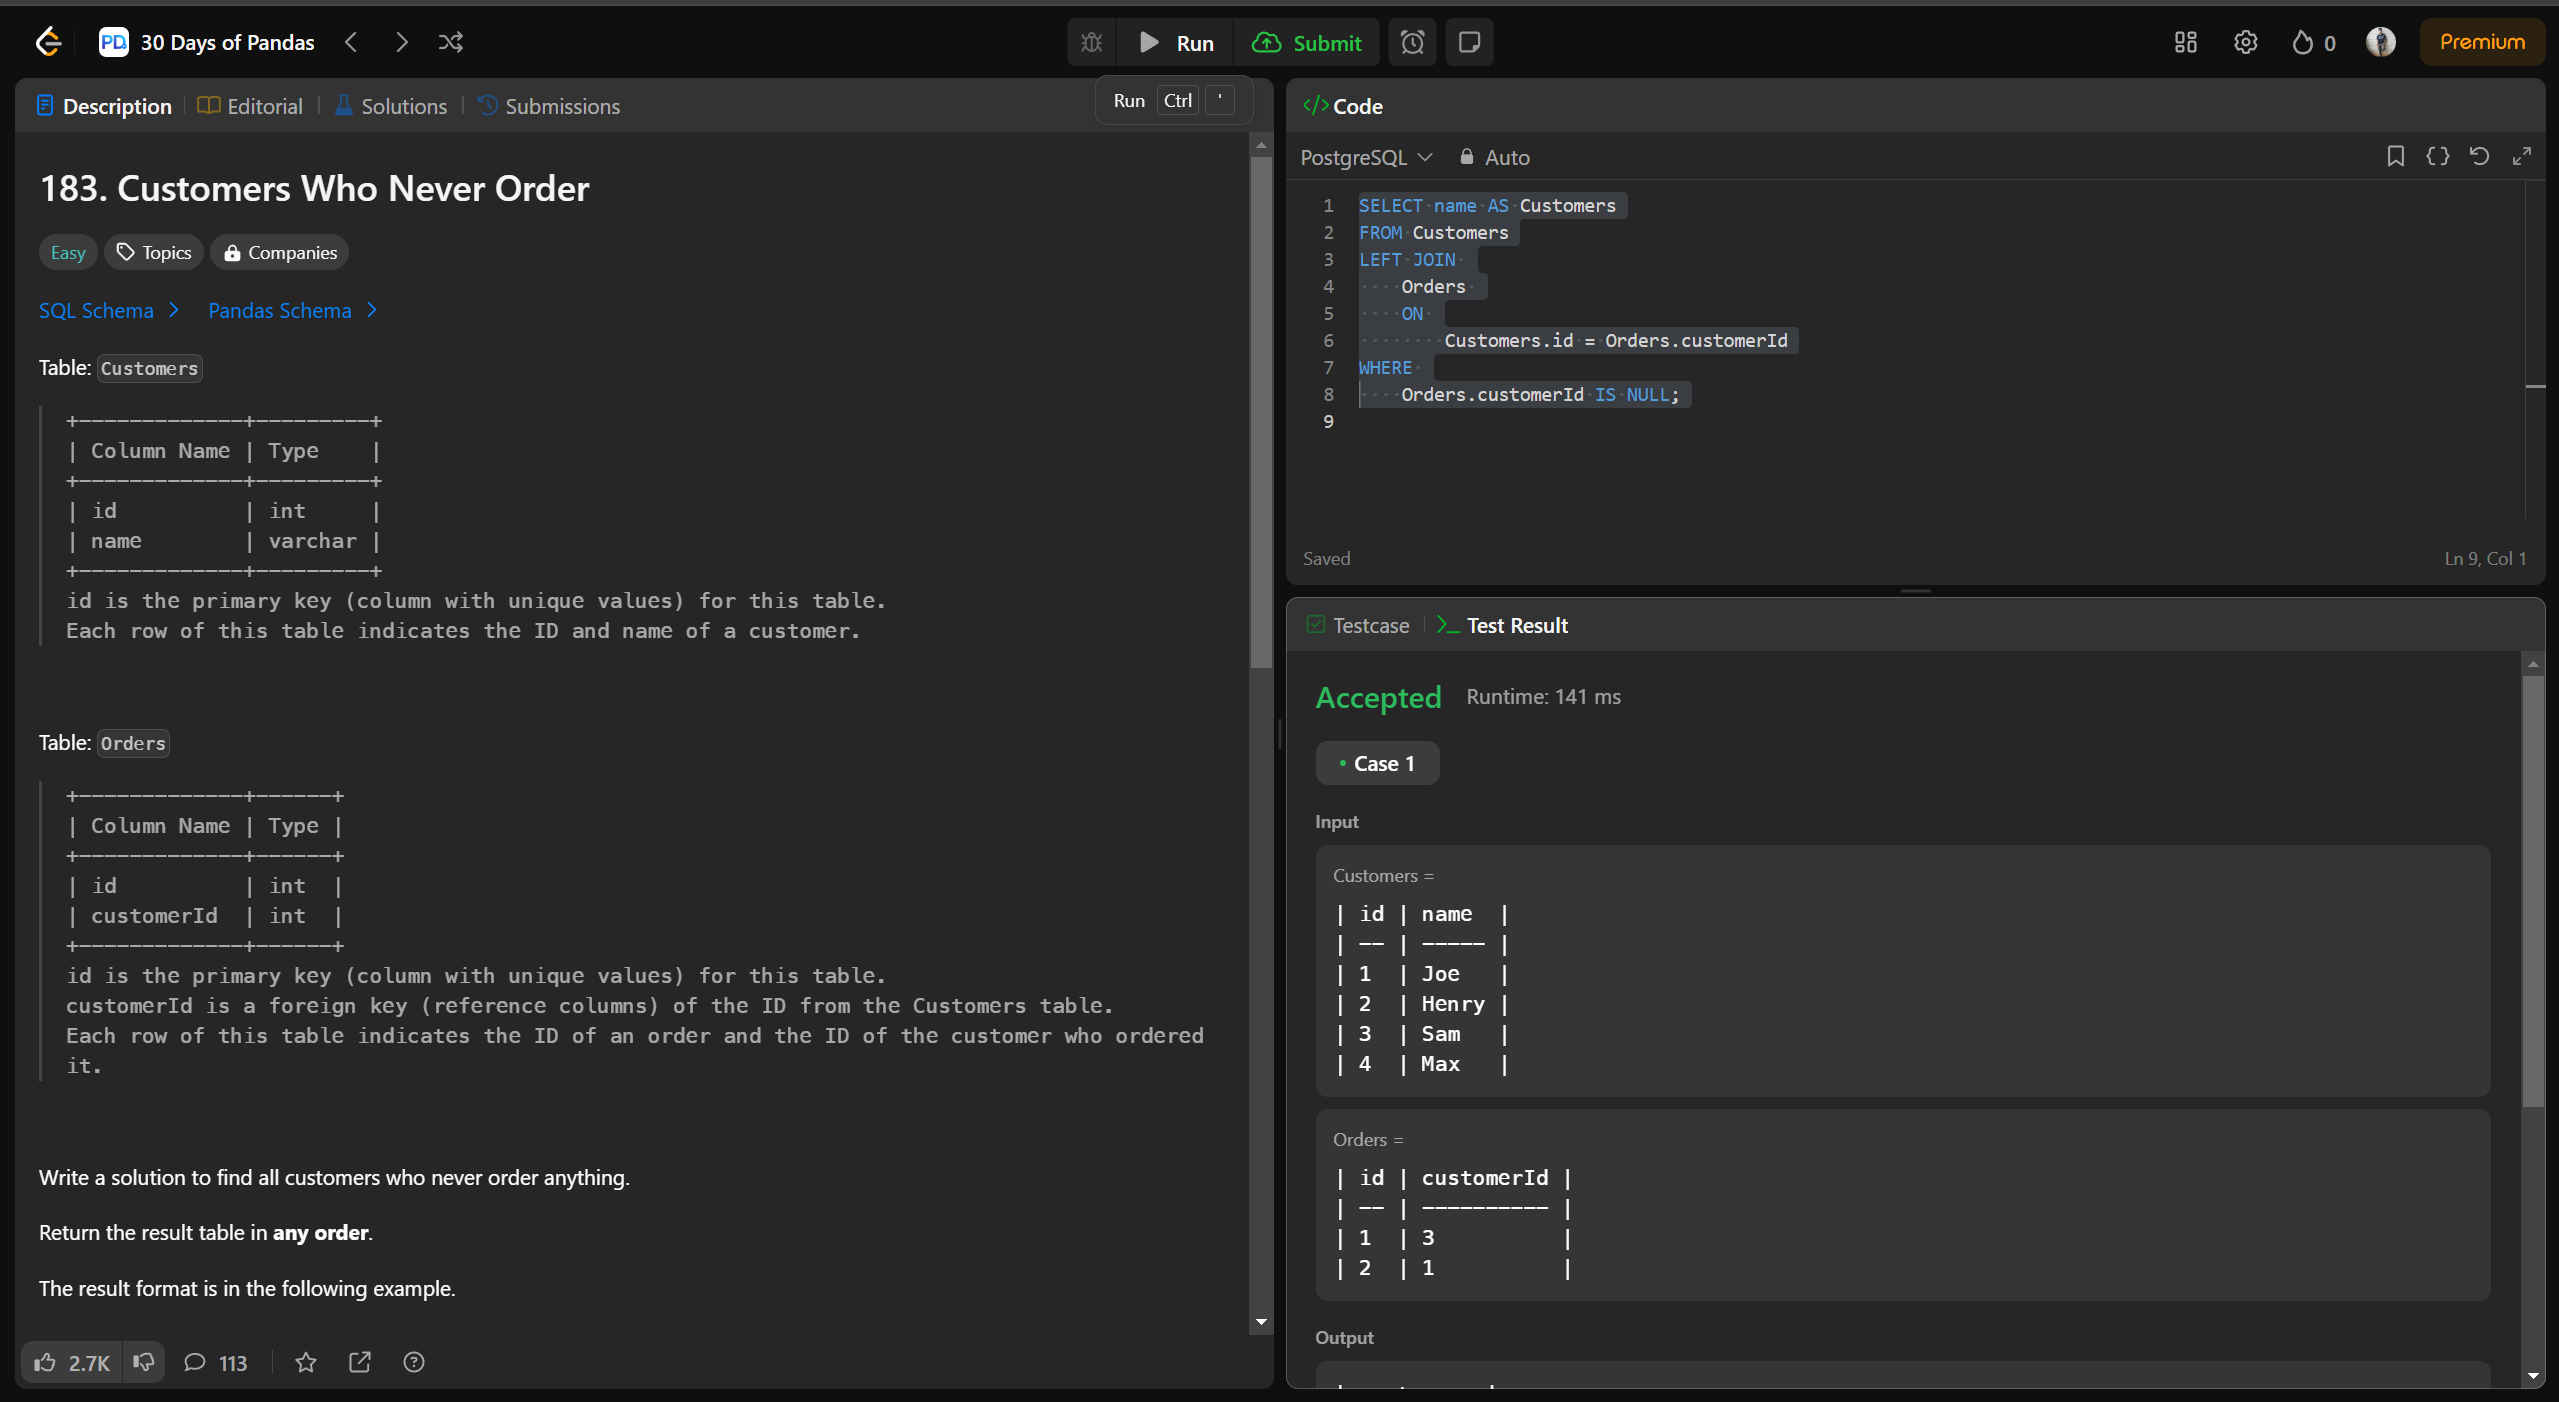 PD 30 Days of Pandas
Run
Submit
0
Premium
Description
Editorial
Solutions
Submissions
Run Ctrl '
183. Customers Who Never Order
Easy
Topics
Companies
SQL Schema
Pandas Schema
Table: Customers
+-------------+---------+
| Column Name | Type    |
+-------------+---------+
| id          | int     |
| name        | varchar |
+-------------+---------+
id is the primary key (column with unique values) for this table.
Each row of this table indicates the ID and name of a customer.
Table: Orders
+-------------+------+
| Column Name | Type |
+-------------+------+
| id          | int  |
| customerId  | int  |
+-------------+------+
id is the primary key (column with unique values) for this table.
customerId is a foreign key (reference columns) of the ID from the Customers table.
Each row of this table indicates the ID of an order and the ID of the customer who ordered
it.
Write a solution to find all customers who never order anything.
Return the result table in any order.
The result format is in the following example.
2.7K
113
</> Code
PostgreSQL
Auto
1 SELECT name AS Customers
2 FROM Customers
3 LEFT JOIN
4     Orders
5     ON
6         Customers.id = Orders.customerId
7 WHERE
8     Orders.customerId IS NULL;
9
Saved
Ln 9, Col 1
Testcase
>_ Test Result
Accepted
Runtime: 141 ms
• Case 1
Input
Customers =
| id | name  |
| -- | ----- |
| 1  | Joe   |
| 2  | Henry |
| 3  | Sam   |
| 4  | Max   |
Orders =
| id | customerId |
| -- | ---------- |
| 1  | 3          |
| 2  | 1          |
Output